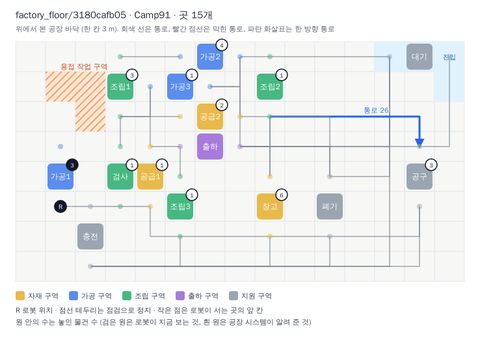 factory_floor/3180cafb05 · Camp91 · 곳 15개
위에서 본 공장 바닥 (한 칸 3 m). 회색 선은 통로, 빨간 선분은 막힌 통로, 파란 화살표는 한 방향 통로
용접 작업 구역
가공2 4
대기
진입
조립1 3
가공3 1
조립2 1
공급2 2
통로 26
출하
가공1 3
검사 1
공급1 1
공구 3
R
조립3 1
창고 6
폐기
충전
자재 구역
가공 구역
조립 구역
출하 구역
지원 구역
R 로봇 위치 · 점선 테두리는 점검으로 정지 · 작은 점은 로봇이 서는 곳의 앞 칸
원 안의 수는 놓인 물건 수 (검은 원은 로봇이 지금 보는 것, 흰 원은 공장 시스템이 알려 준 것)